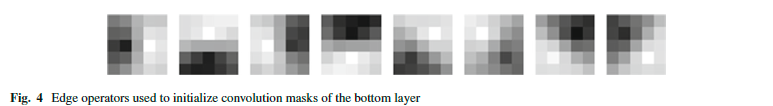 Fig. 4 Edge operators used to initialize convolution masks of the bottom layer